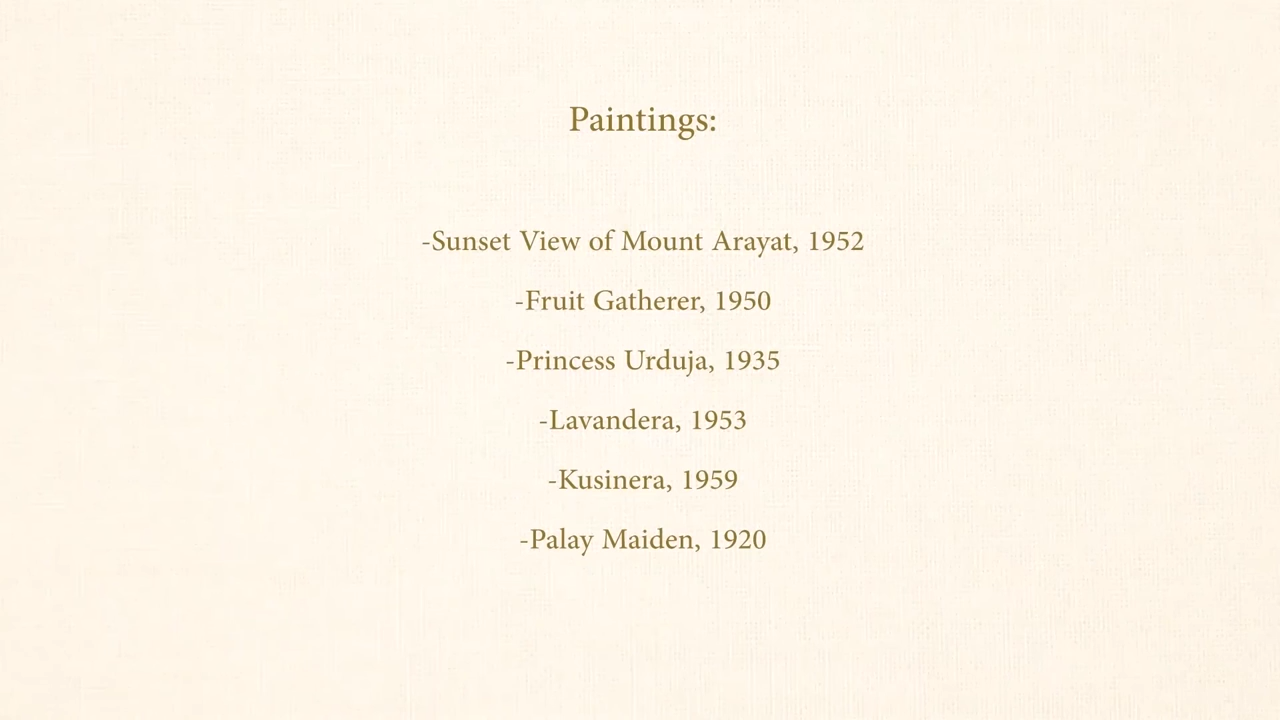 Paintings:
-Sunset View of Mount Arayat, 1952
-Fruit Gatherer, 1950
-Princess Urduja, 1935
-Lavandera, 1953
-Kusinera, 1959
-Palay Maiden, 1920